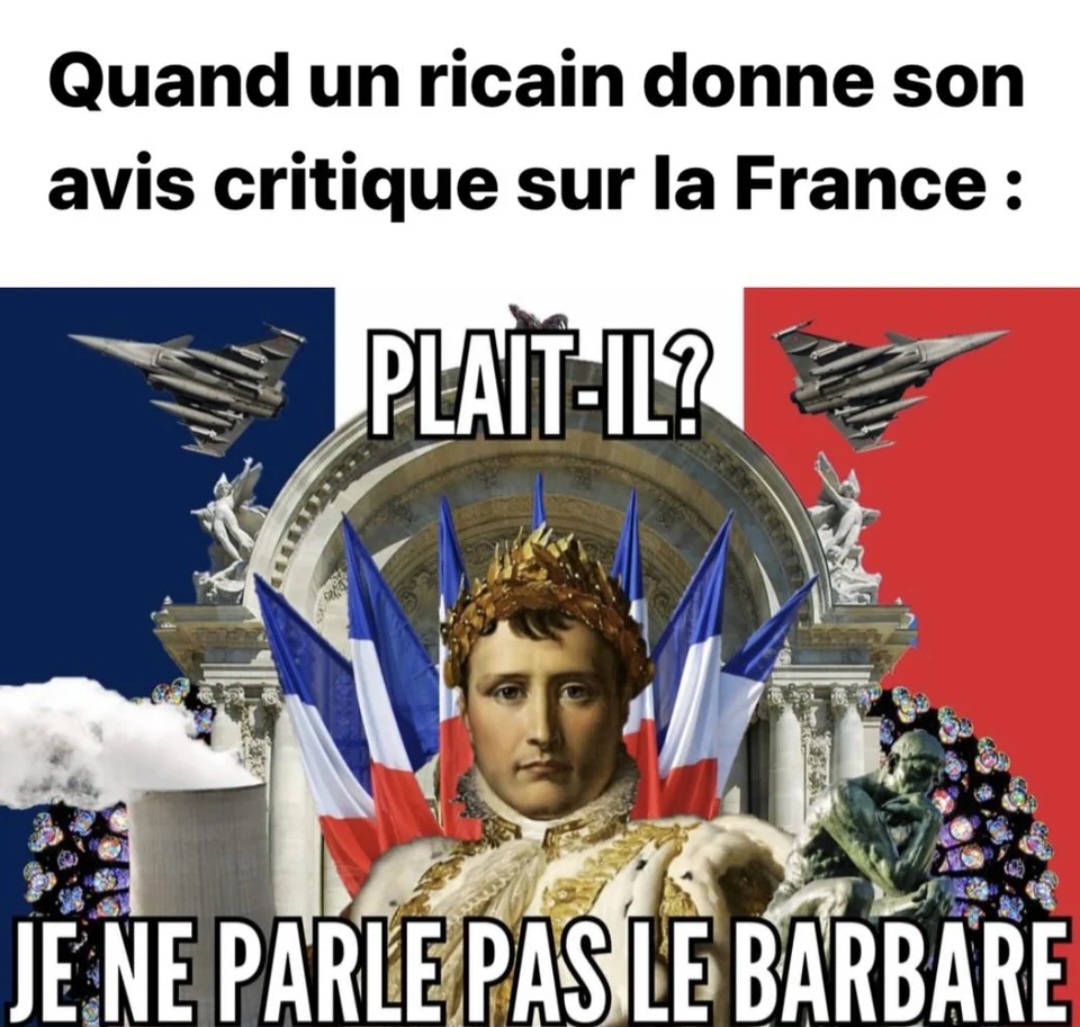 Quand un ricain donne son
avis critique sur la France :
PLAIT-IL?
JE NE PARLE PAS LE BARBARE